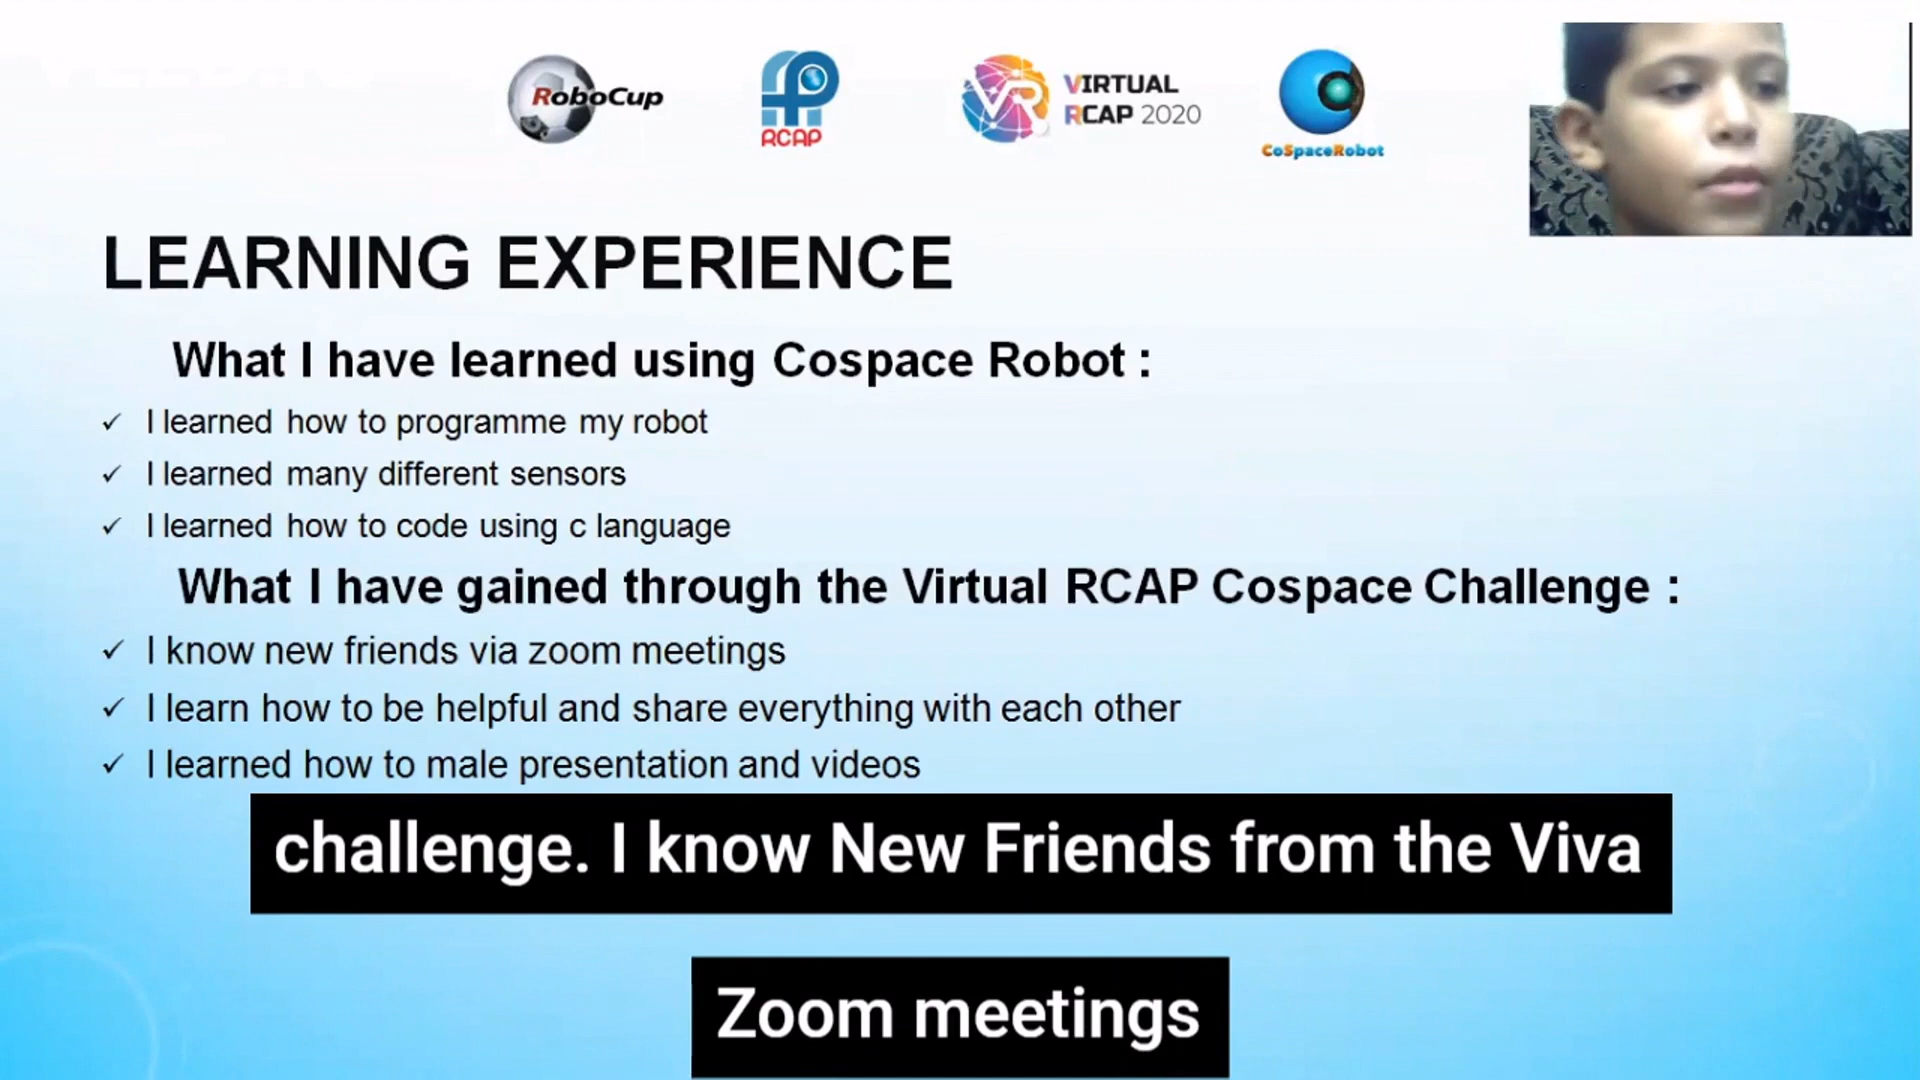 RoboCup
RCAP
VIRTUAL
RCAP 2020
CoSpaceRobot
LEARNING EXPERIENCE
What I have learned using Cospace Robot :
✓ I learned how to programme my robot
✓ I learned many different sensors
✓ I learned how to code using c language
What I have gained through the Virtual RCAP Cospace Challenge :
✓ I know new friends via zoom meetings
✓ I learn how to be helpful and share everything with each other
✓ I learned how to male presentation and videos
challenge. I know New Friends from the Viva
Zoom meetings